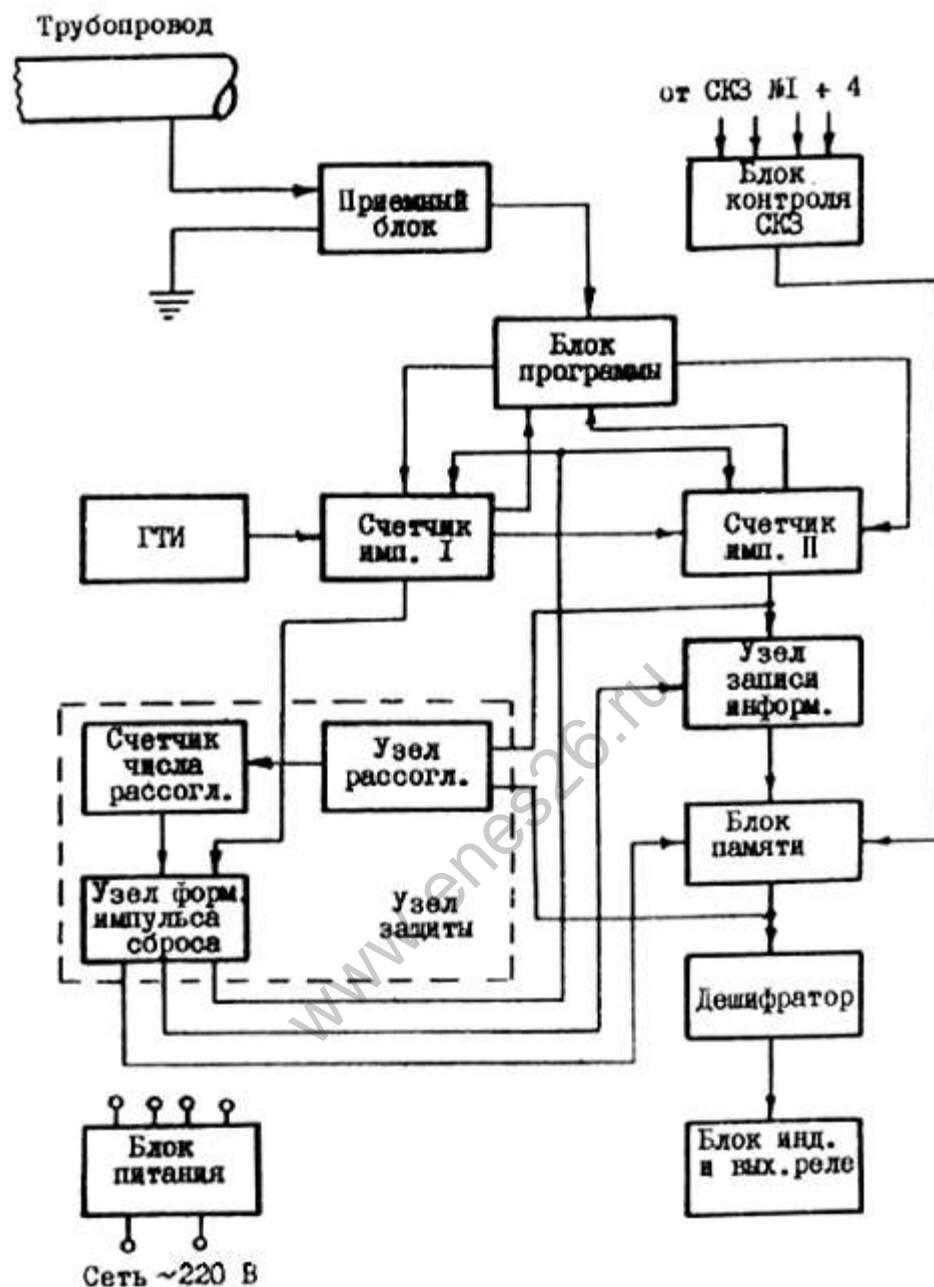 Трубопровод
от СКЗ №I + 4
Приемный
блок
Блок
контроля
СКЗ
Блок
программы
ГТИ
Счетчик
имп. I
Счетчик
имп. II
Узел
записи
информ.
Счетчик
числа
рассогл.
Узел
рассогл.
Блок
памяти
Узел форм.
импульса
сброса
Узел
защиты
Дешифратор
Блок инд.
и вых.реле
Блок
питания
Сеть ~220 В
www.enes26.ru